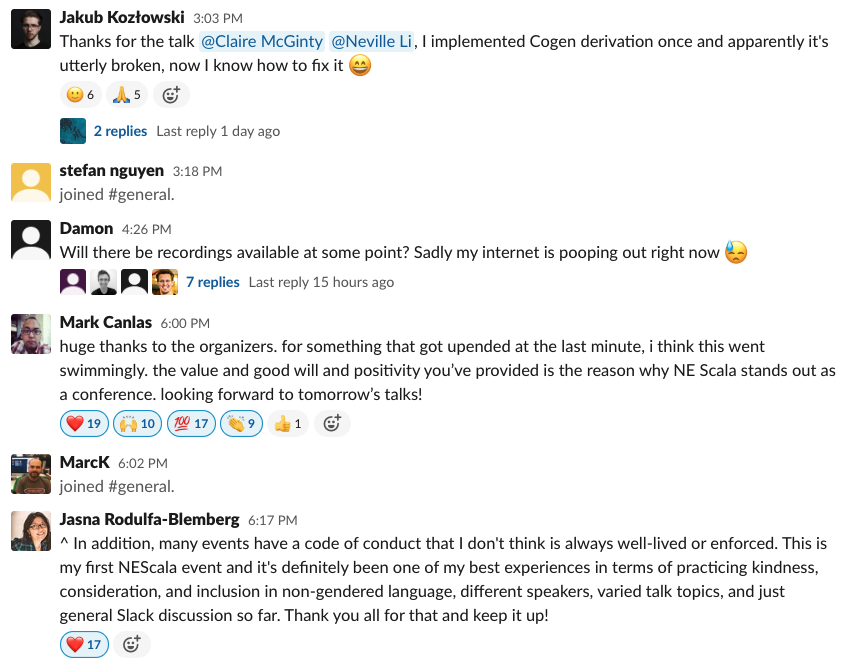 Jakub Kozłowski 3:03 PM
Thanks for the talk @Claire McGinty @Neville Li, I implemented Cogen derivation once and apparently it's
utterly broken, now I know how to fix it 😄
🙂 6 🙏 5
2 replies Last reply 1 day ago
stefan nguyen 3:18 PM
joined #general.
Damon 4:26 PM
Will there be recordings available at some point? Sadly my internet is pooping out right now 😓
7 replies Last reply 15 hours ago
Mark Canlas 6:00 PM
huge thanks to the organizers. for something that got upended at the last minute, i think this went
swimmingly. the value and good will and positivity you’ve provided is the reason why NE Scala stands out as
a conference. looking forward to tomorrow’s talks!
❤️ 19 🙌 10 💯 17 👏 9 👍 1
MarcK 6:02 PM
joined #general.
Jasna Rodulfa-Blemberg 6:17 PM
^ In addition, many events have a code of conduct that I don't think is always well-lived or enforced. This is
my first NEScala event and it's definitely been one of my best experiences in terms of practicing kindness,
consideration, and inclusion in non-gendered language, different speakers, varied talk topics, and just
general Slack discussion so far. Thank you all for that and keep it up!
❤️ 17